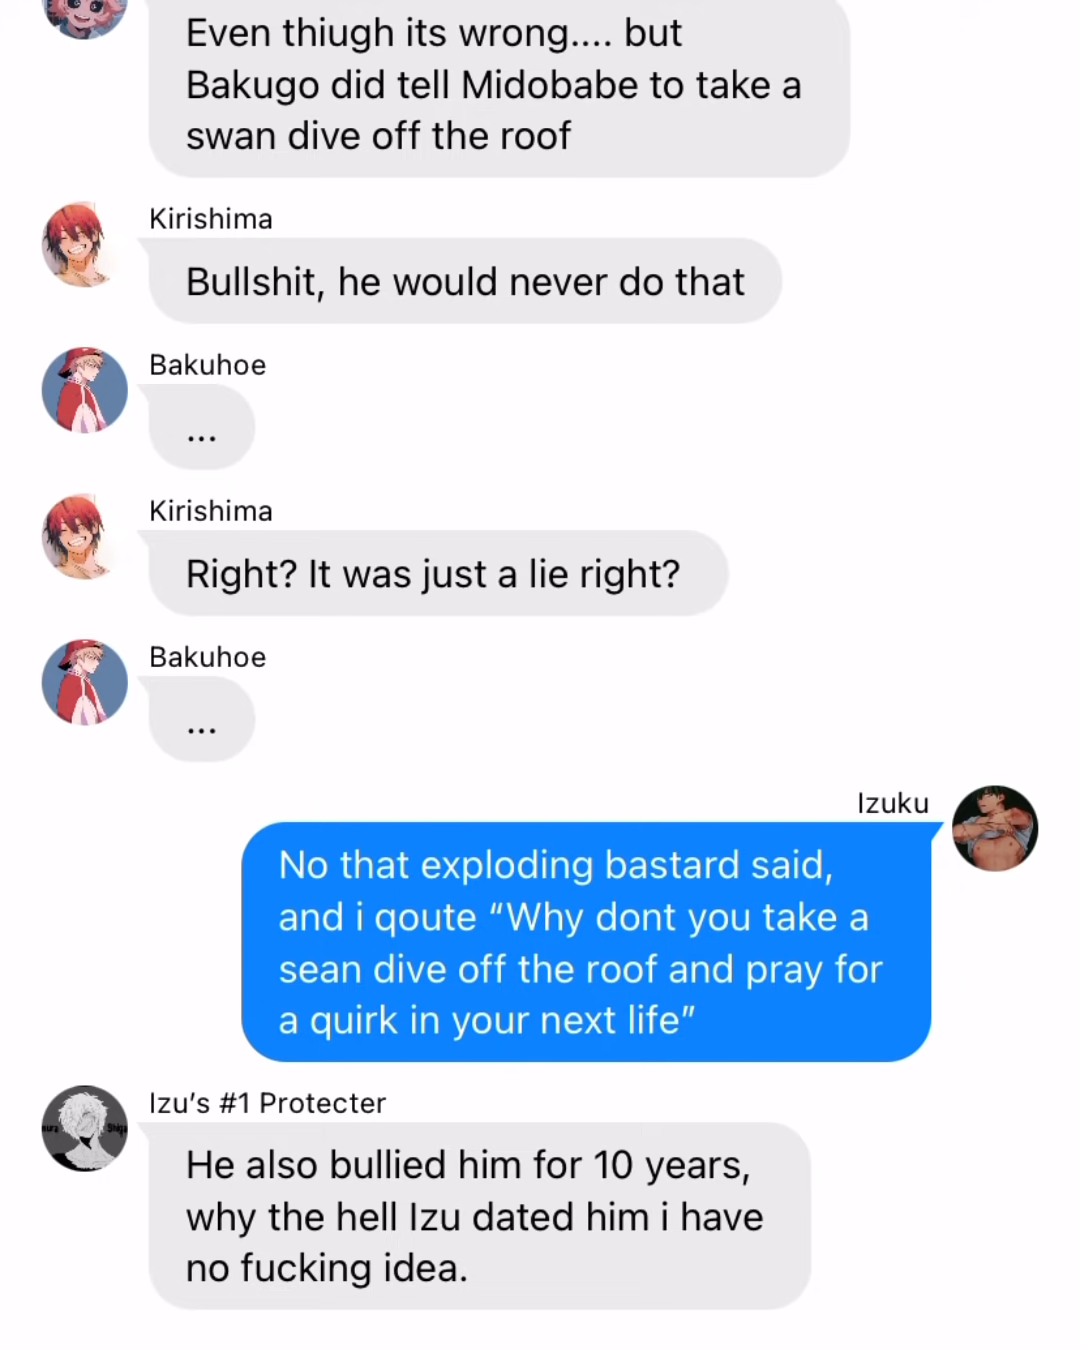 Even thiugh its wrong.... but
Bakugo did tell Midobabe to take a
swan dive off the roof
Kirishima
Bullshit, he would never do that
Bakuhoe
...
Kirishima
Right? It was just a lie right?
Bakuhoe
...
Izuku
No that exploding bastard said,
and i qoute “Why dont you take a
sean dive off the roof and pray for
a quirk in your next life”
Izu’s #1 Protecter
He also bullied him for 10 years,
why the hell Izu dated him i have
no fucking idea.